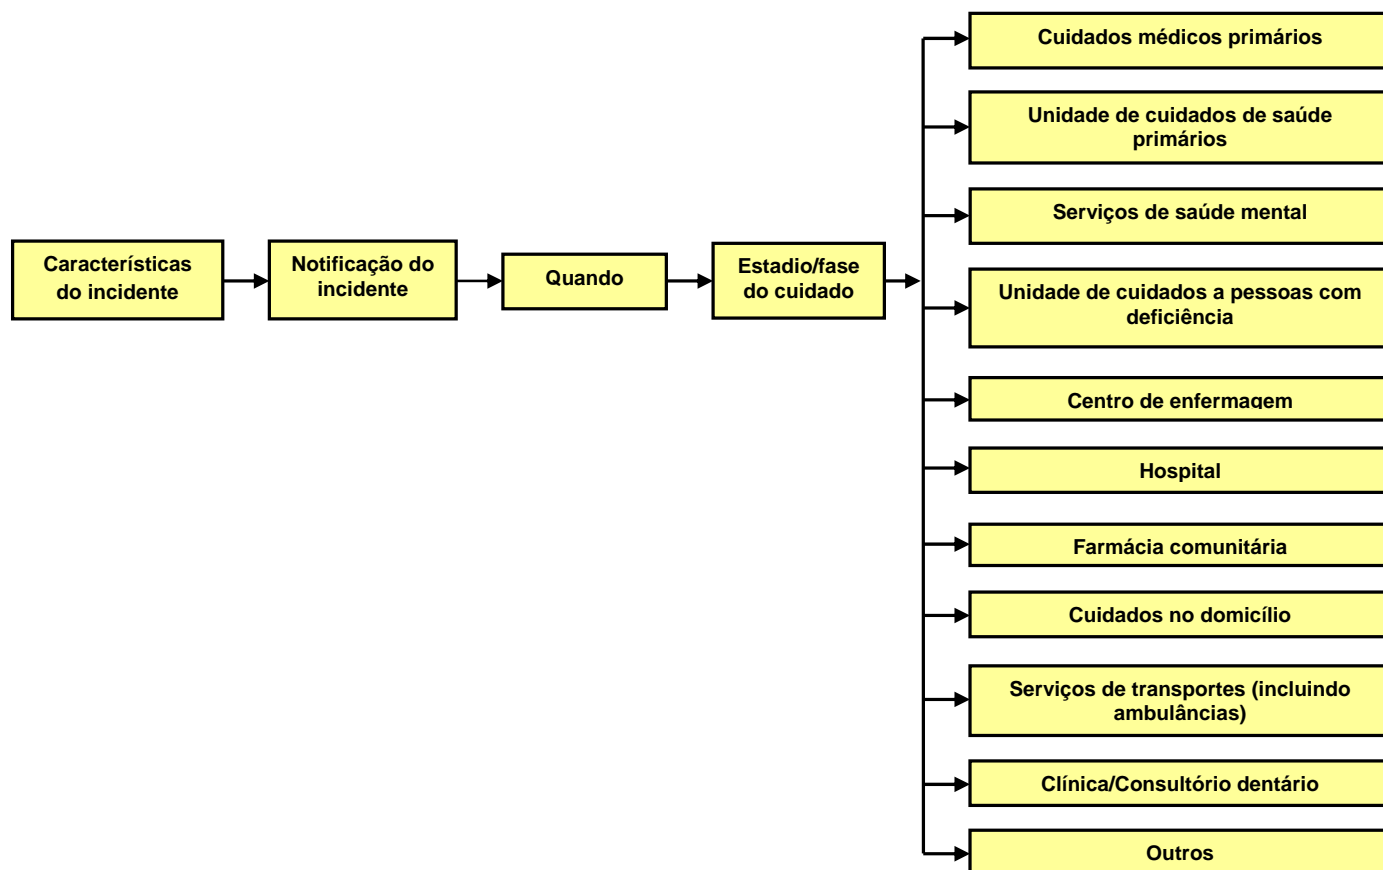 Características
do incidente
Notificação do
incidente
Quando
Estadio/fase
do cuidado
Cuidados médicos primários
Unidade de cuidados de saúde
primários
Serviços de saúde mental
Unidade de cuidados a pessoas com
deficiência
Centro de enfermagem
Hospital
Farmácia comunitária
Cuidados no domicílio
Serviços de transportes (incluindo
ambulâncias)
Clínica/Consultório dentário
Outros